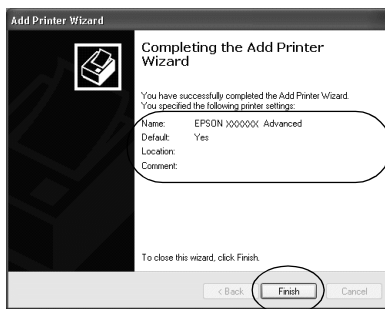 Add Printer Wizard
Completing the Add Printer
Wizard
You have successfully completed the Add Printer Wizard.
You specified the following printer settings:
Name: EPSON XXXXXX Advanced
Default: Yes
Location:
Comment:
To close this wizard, click Finish.
< Back Finish Cancel